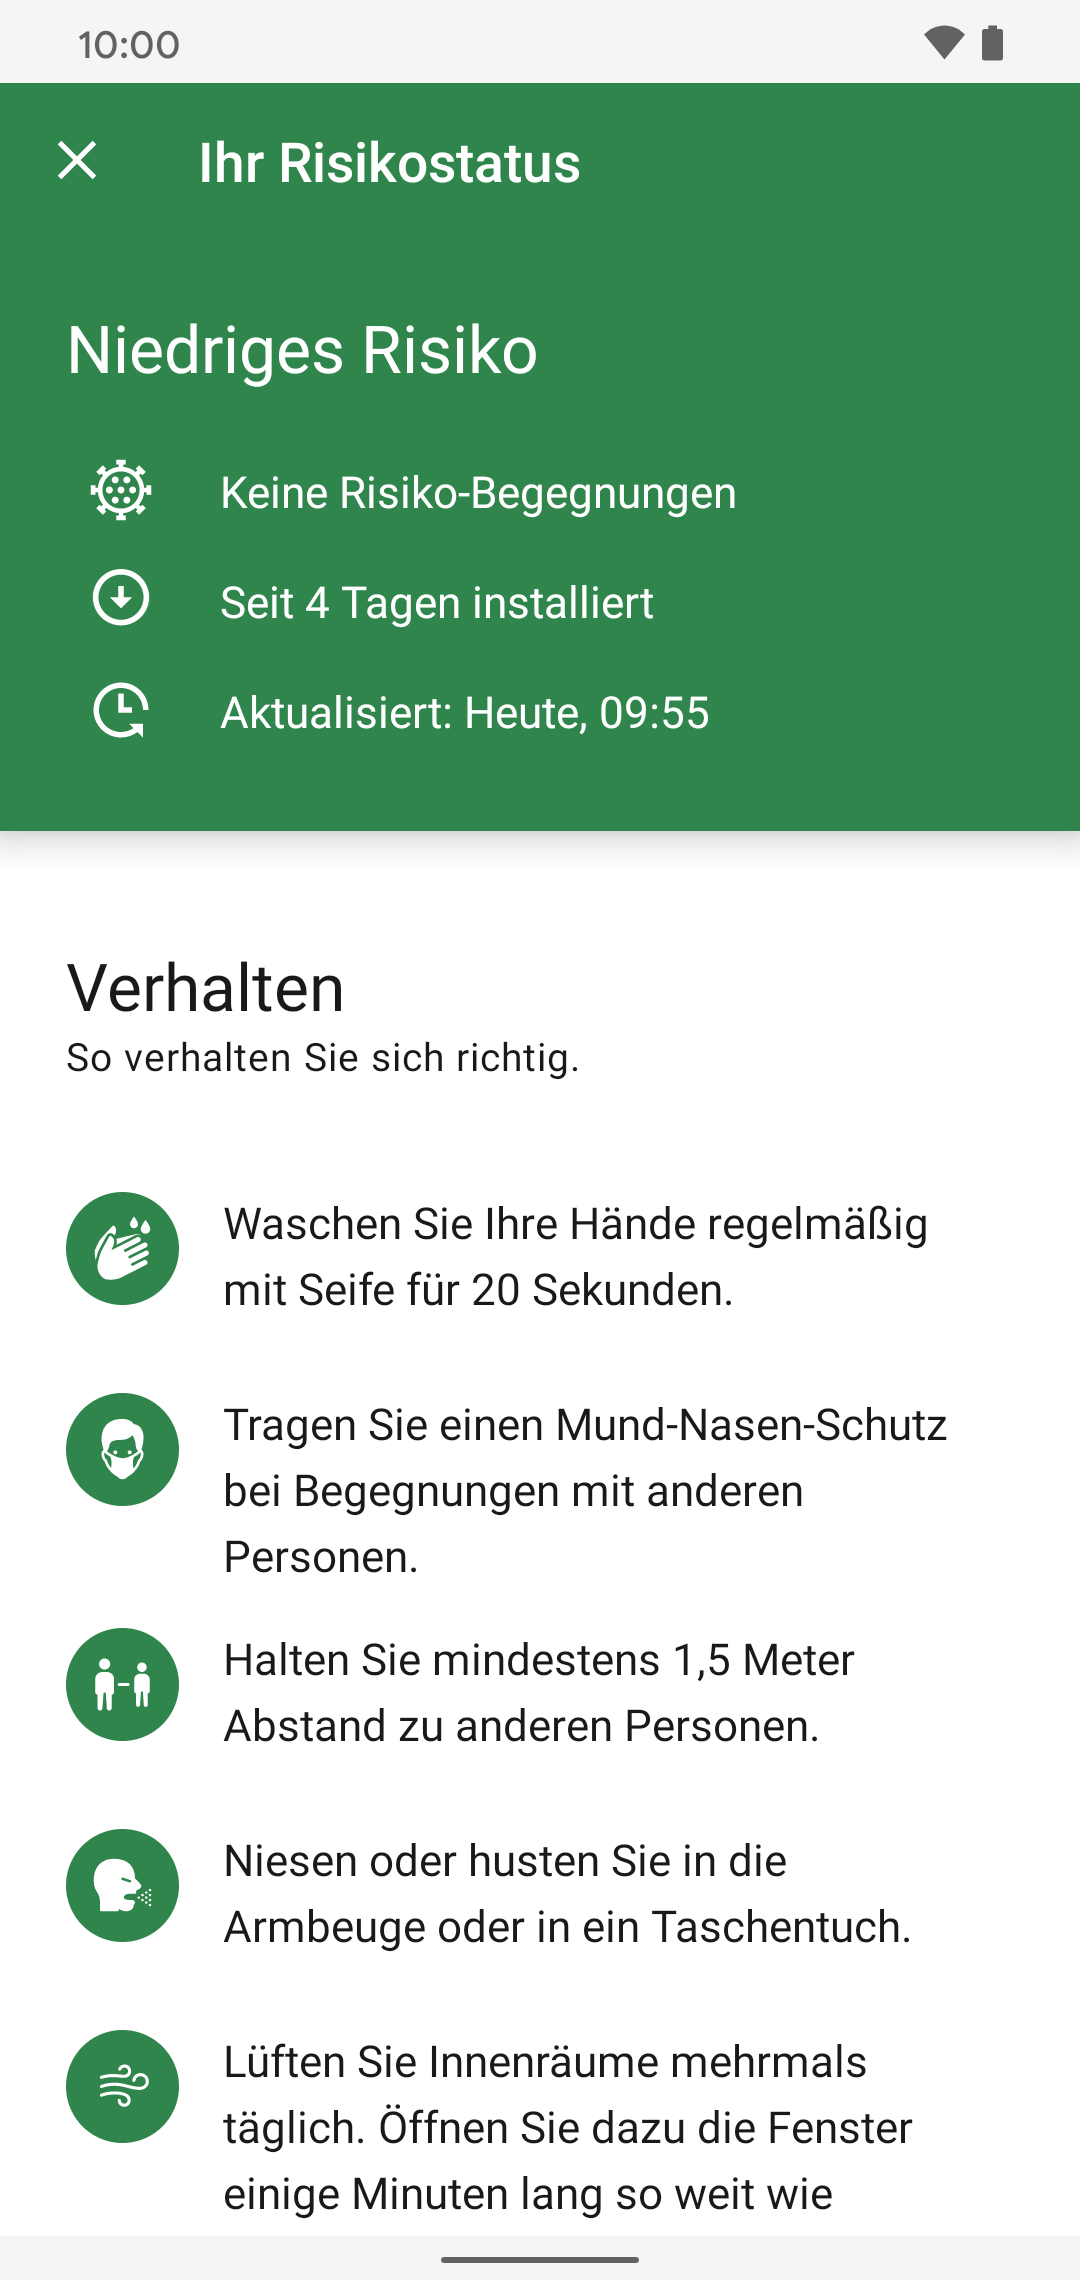 10:00
Ihr Risikostatus
Niedriges Risiko
Keine Risiko-Begegnungen
Seit 4 Tagen installiert
Aktualisiert: Heute, 09:55
Verhalten
So verhalten Sie sich richtig.
Waschen Sie Ihre Hände regelmäßig
mit Seife für 20 Sekunden.
Tragen Sie einen Mund-Nasen-Schutz
bei Begegnungen mit anderen
Personen.
Halten Sie mindestens 1,5 Meter
Abstand zu anderen Personen.
Niesen oder husten Sie in die
Armbeuge oder in ein Taschentuch.
Lüften Sie Innenräume mehrmals
täglich. Öffnen Sie dazu die Fenster
einige Minuten lang so weit wie